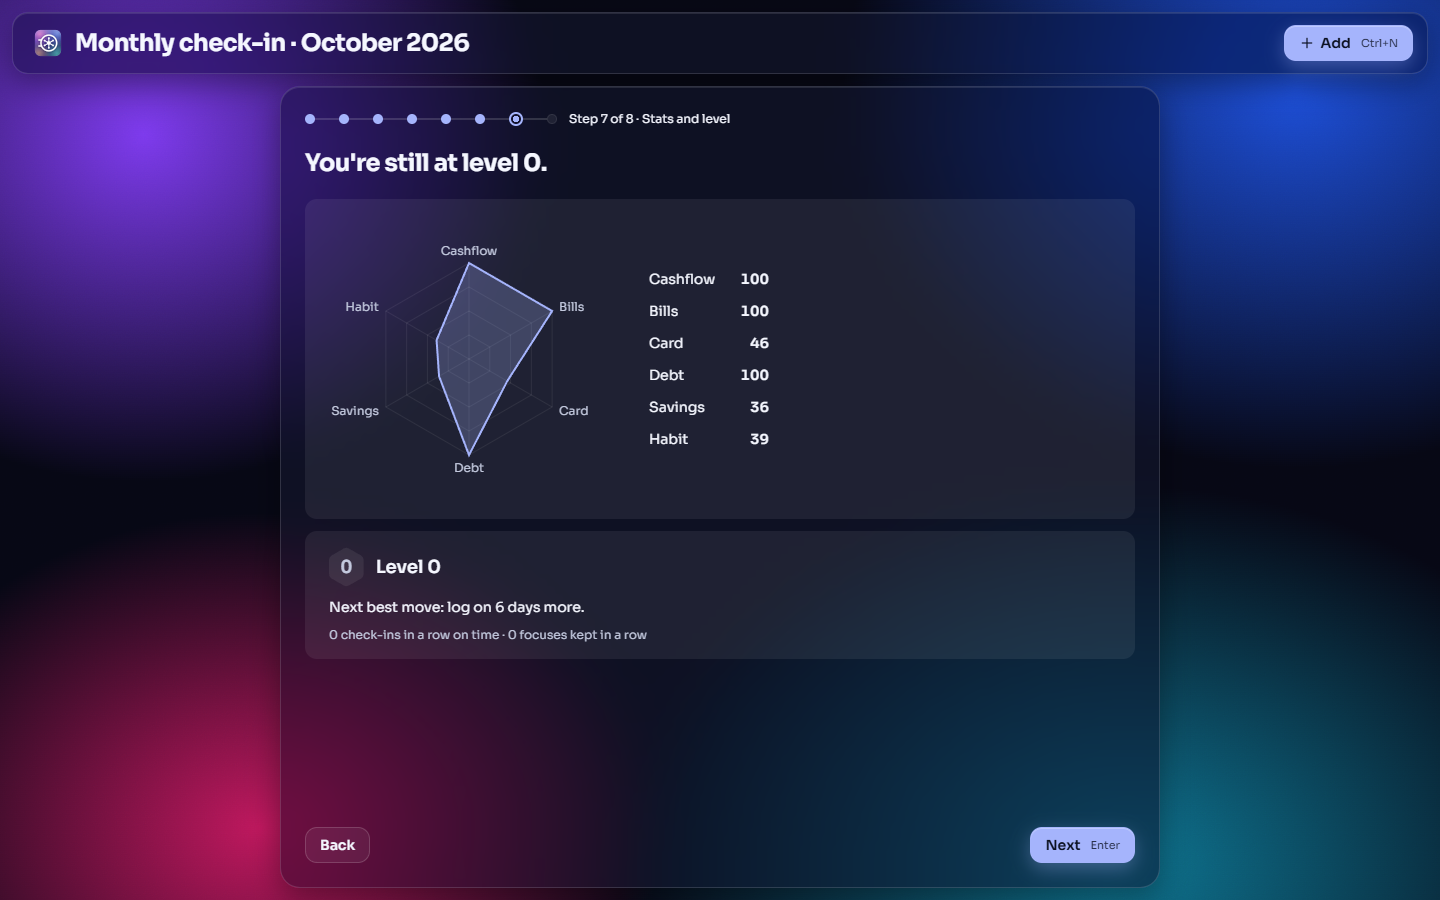 Monthly check-in · October 2026
+ Add Ctrl+N
Step 7 of 8 · Stats and level
You're still at level 0.
Cashflow
Habit
Bills
Savings
Card
Debt
Cashflow 100
Bills 100
Card 46
Debt 100
Savings 36
Habit 39
0 Level 0
Next best move: log on 6 days more.
0 check-ins in a row on time · 0 focuses kept in a row
Back
Next Enter